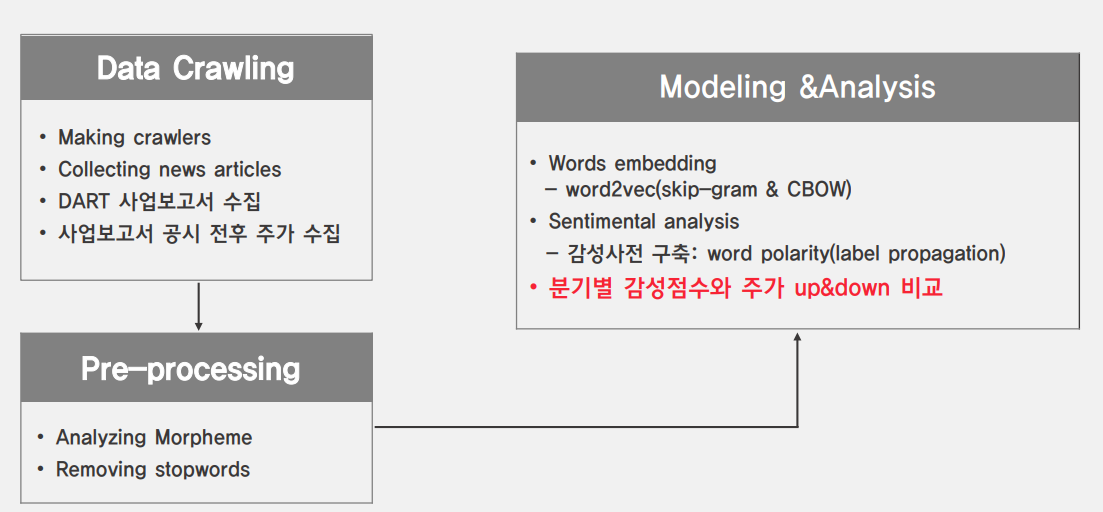 Data Crawling
• Making crawlers
• Collecting news articles
• DART 사업보고서 수집
• 사업보고서 공시 전후 주가 수집
Pre-processing
• Analyzing Morpheme
• Removing stopwords
Modeling &Analysis
• Words embedding
– word2vec(skip-gram & CBOW)
• Sentimental analysis
– 감성사전 구축: word polarity(label propagation)
• 분기별 감성점수와 주가 up&down 비교